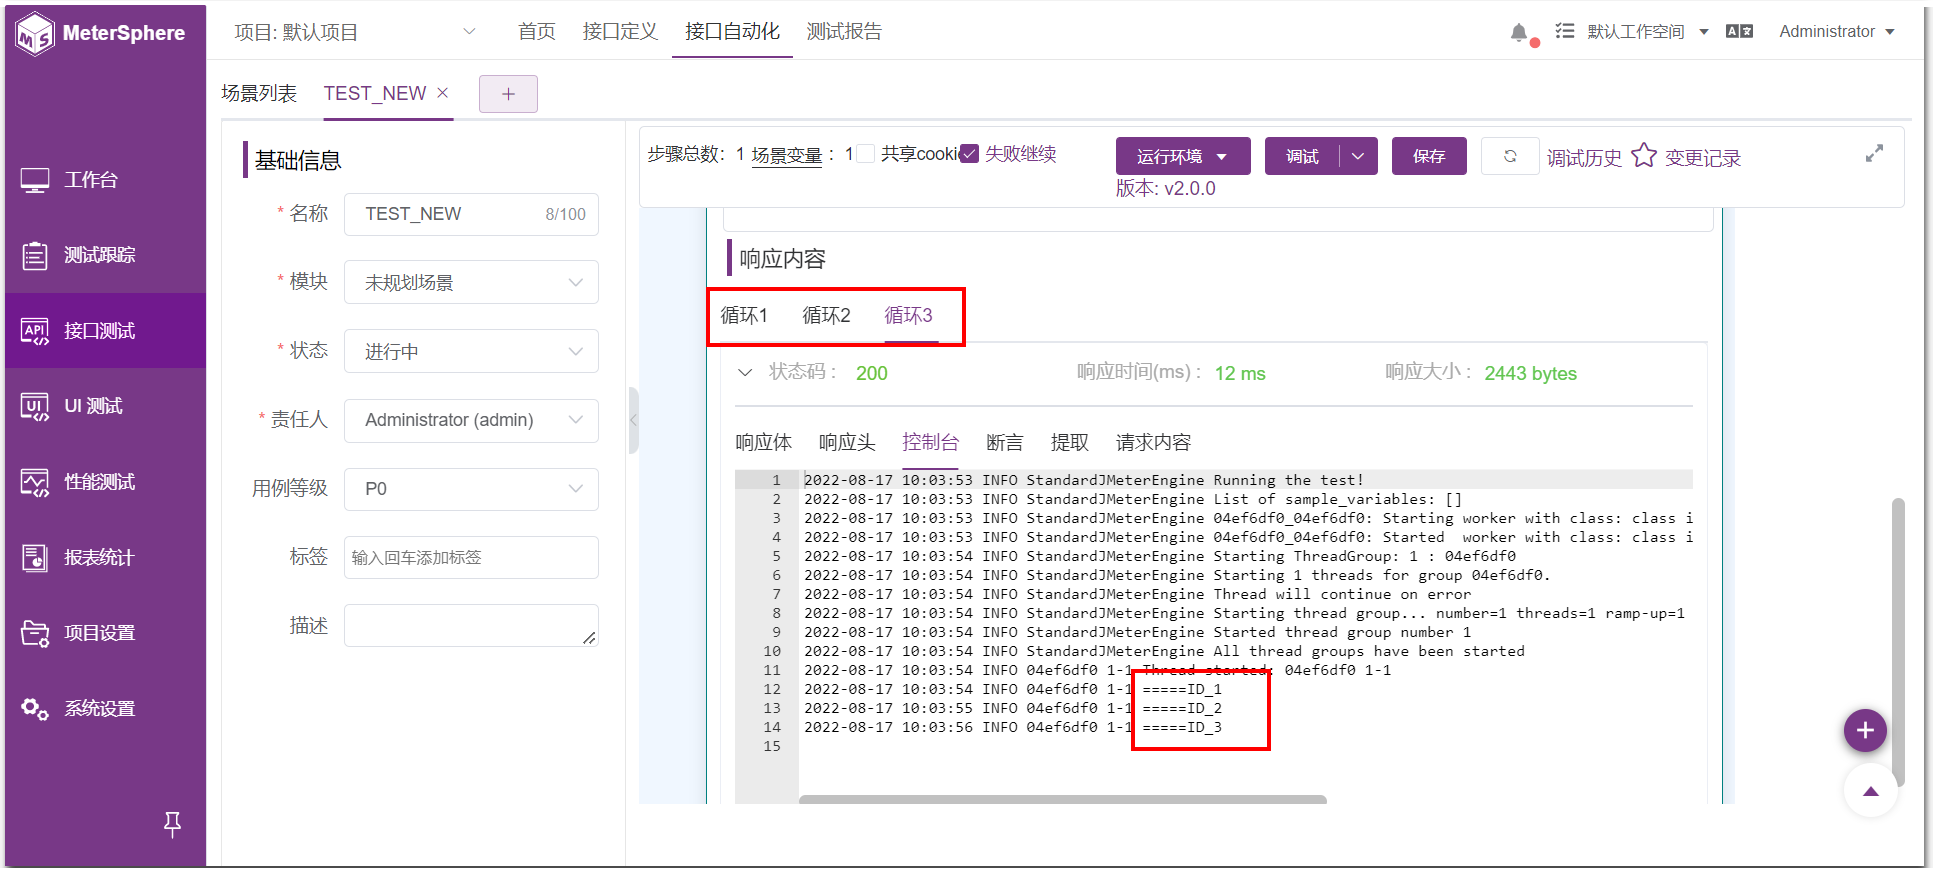 MeterSphere
项目: 默认项目
首页 接口定义 接口自动化 测试报告
默认工作空间
Administrator
场景列表 TEST_NEW × +
工作台
测试跟踪
API 接口测试
UI UI 测试
性能测试
报表统计
项目设置
系统设置
基础信息
* 名称 TEST_NEW 8/100
* 模块 未规划场景
* 状态 进行中
* 责任人 Administrator (admin)
用例等级 P0
标签 输入回车添加标签
描述
步骤总数: 1 场景变量 : 1 共享cooki 失败继续
运行环境 调试 保存 调试历史 变更记录
版本: v2.0.0
响应内容
循环1 循环2 循环3
状态码 : 200 响应时间(ms) : 12 ms 响应大小 : 2443 bytes
响应体 响应头 控制台 断言 提取 请求内容
1 2022-08-17 10:03:53 INFO StandardJMeterEngine Running the test!
2 2022-08-17 10:03:53 INFO StandardJMeterEngine List of sample_variables: []
3 2022-08-17 10:03:53 INFO StandardJMeterEngine 04ef6df0_04ef6df0: Starting worker with class: class i
4 2022-08-17 10:03:53 INFO StandardJMeterEngine 04ef6df0_04ef6df0: Started  worker with class: class i
5 2022-08-17 10:03:54 INFO StandardJMeterEngine Starting ThreadGroup: 1 : 04ef6df0
6 2022-08-17 10:03:54 INFO StandardJMeterEngine Starting 1 threads for group 04ef6df0.
7 2022-08-17 10:03:54 INFO StandardJMeterEngine Thread will continue on error
8 2022-08-17 10:03:54 INFO StandardJMeterEngine Starting thread group... number=1 threads=1 ramp-up=1
9 2022-08-17 10:03:54 INFO StandardJMeterEngine Started thread group number 1
10 2022-08-17 10:03:54 INFO StandardJMeterEngine All thread groups have been started
11 2022-08-17 10:03:54 INFO 04ef6df0 1-1 Thread started: 04ef6df0 1-1
12 2022-08-17 10:03:54 INFO 04ef6df0 1-1 =====ID_1
13 2022-08-17 10:03:55 INFO 04ef6df0 1-1 =====ID_2
14 2022-08-17 10:03:56 INFO 04ef6df0 1-1 =====ID_3
15